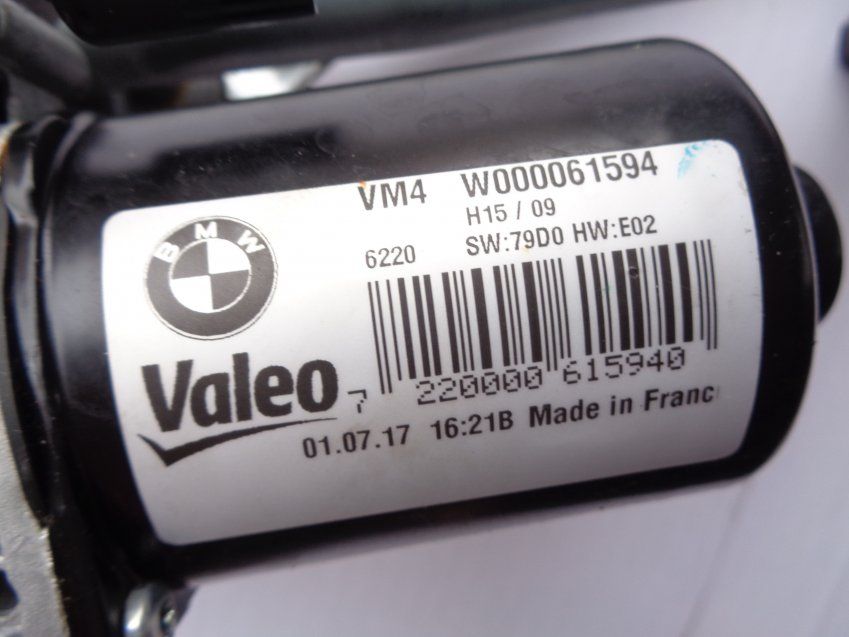 VM4 W000061594
H15 / 09
6220 SW:79D0 HW:E02
BMW
7 220000 615940
Valeo
01.07.17 16:21B Made in Franc